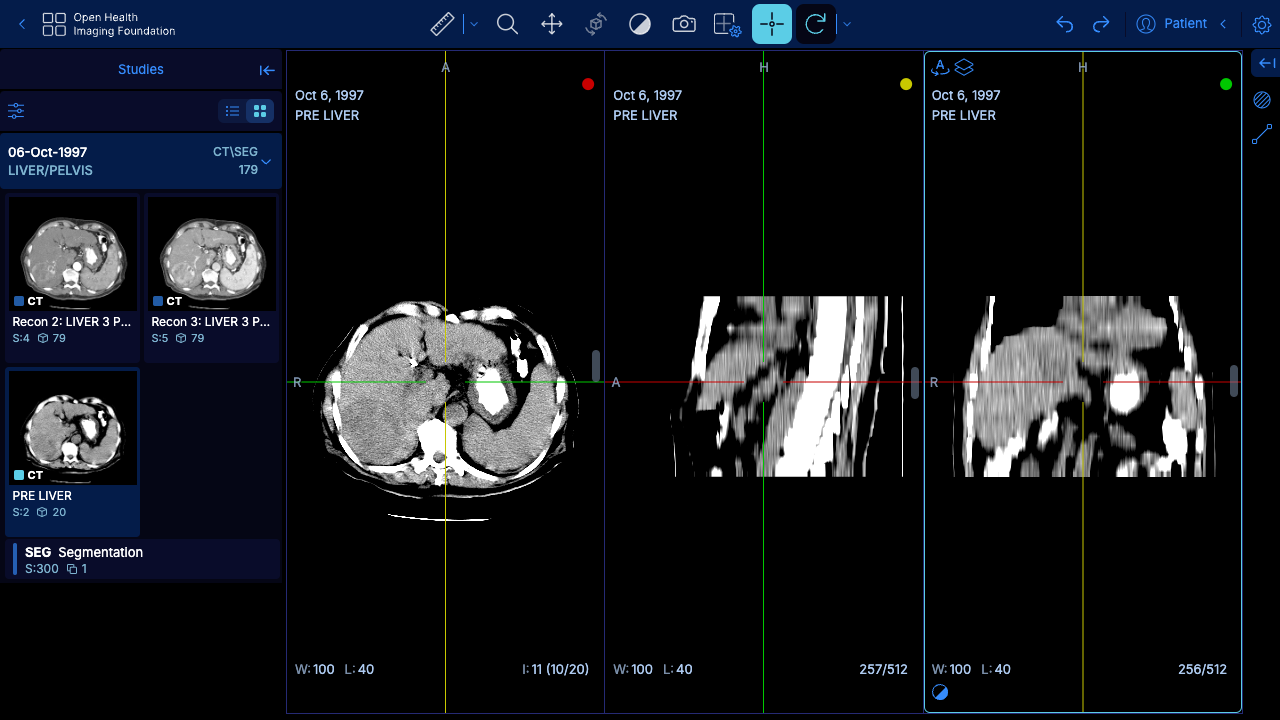 Open Health
Imaging Foundation
Patient
Studies
06-Oct-1997
CT\SEG
LIVER/PELVIS
179
CT
CT
Recon 2: LIVER 3 P...
Recon 3: LIVER 3 P...
S:4 79
S:5 79
CT
PRE LIVER
S:2 20
SEG Segmentation
S:300 1
A
Oct 6, 1997
PRE LIVER
R
W: 100 L: 40
I: 11 (10/20)
H
Oct 6, 1997
PRE LIVER
A
W: 100 L: 40
257/512
A
H
Oct 6, 1997
PRE LIVER
R
W: 100 L: 40
256/512